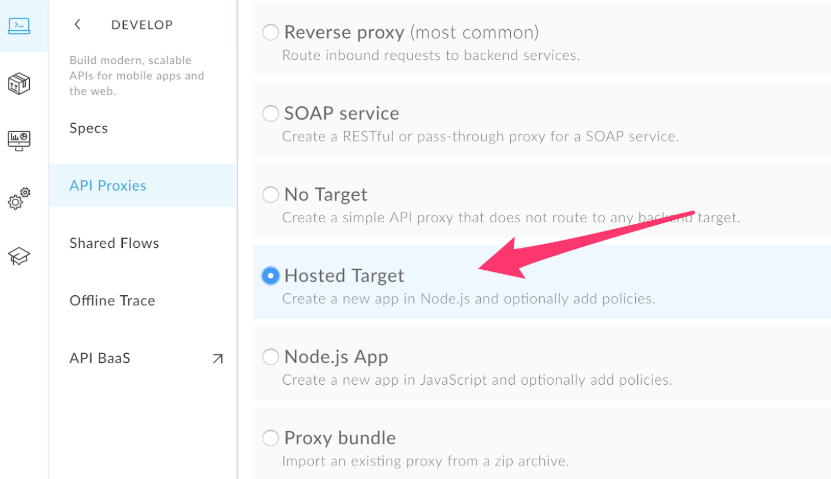 DEVELOP
Build modern, scalable
APIs for mobile apps and
the web.
Specs
API Proxies
Shared Flows
Offline Trace
API BaaS
Reverse proxy (most common)
Route inbound requests to backend services.
SOAP service
Create a RESTful or pass-through proxy for a SOAP service.
No Target
Create a simple API proxy that does not route to any backend target.
Hosted Target
Create a new app in Node.js and optionally add policies.
Node.js App
Create a new app in JavaScript and optionally add policies.
Proxy bundle
Import an existing proxy from a zip archive.